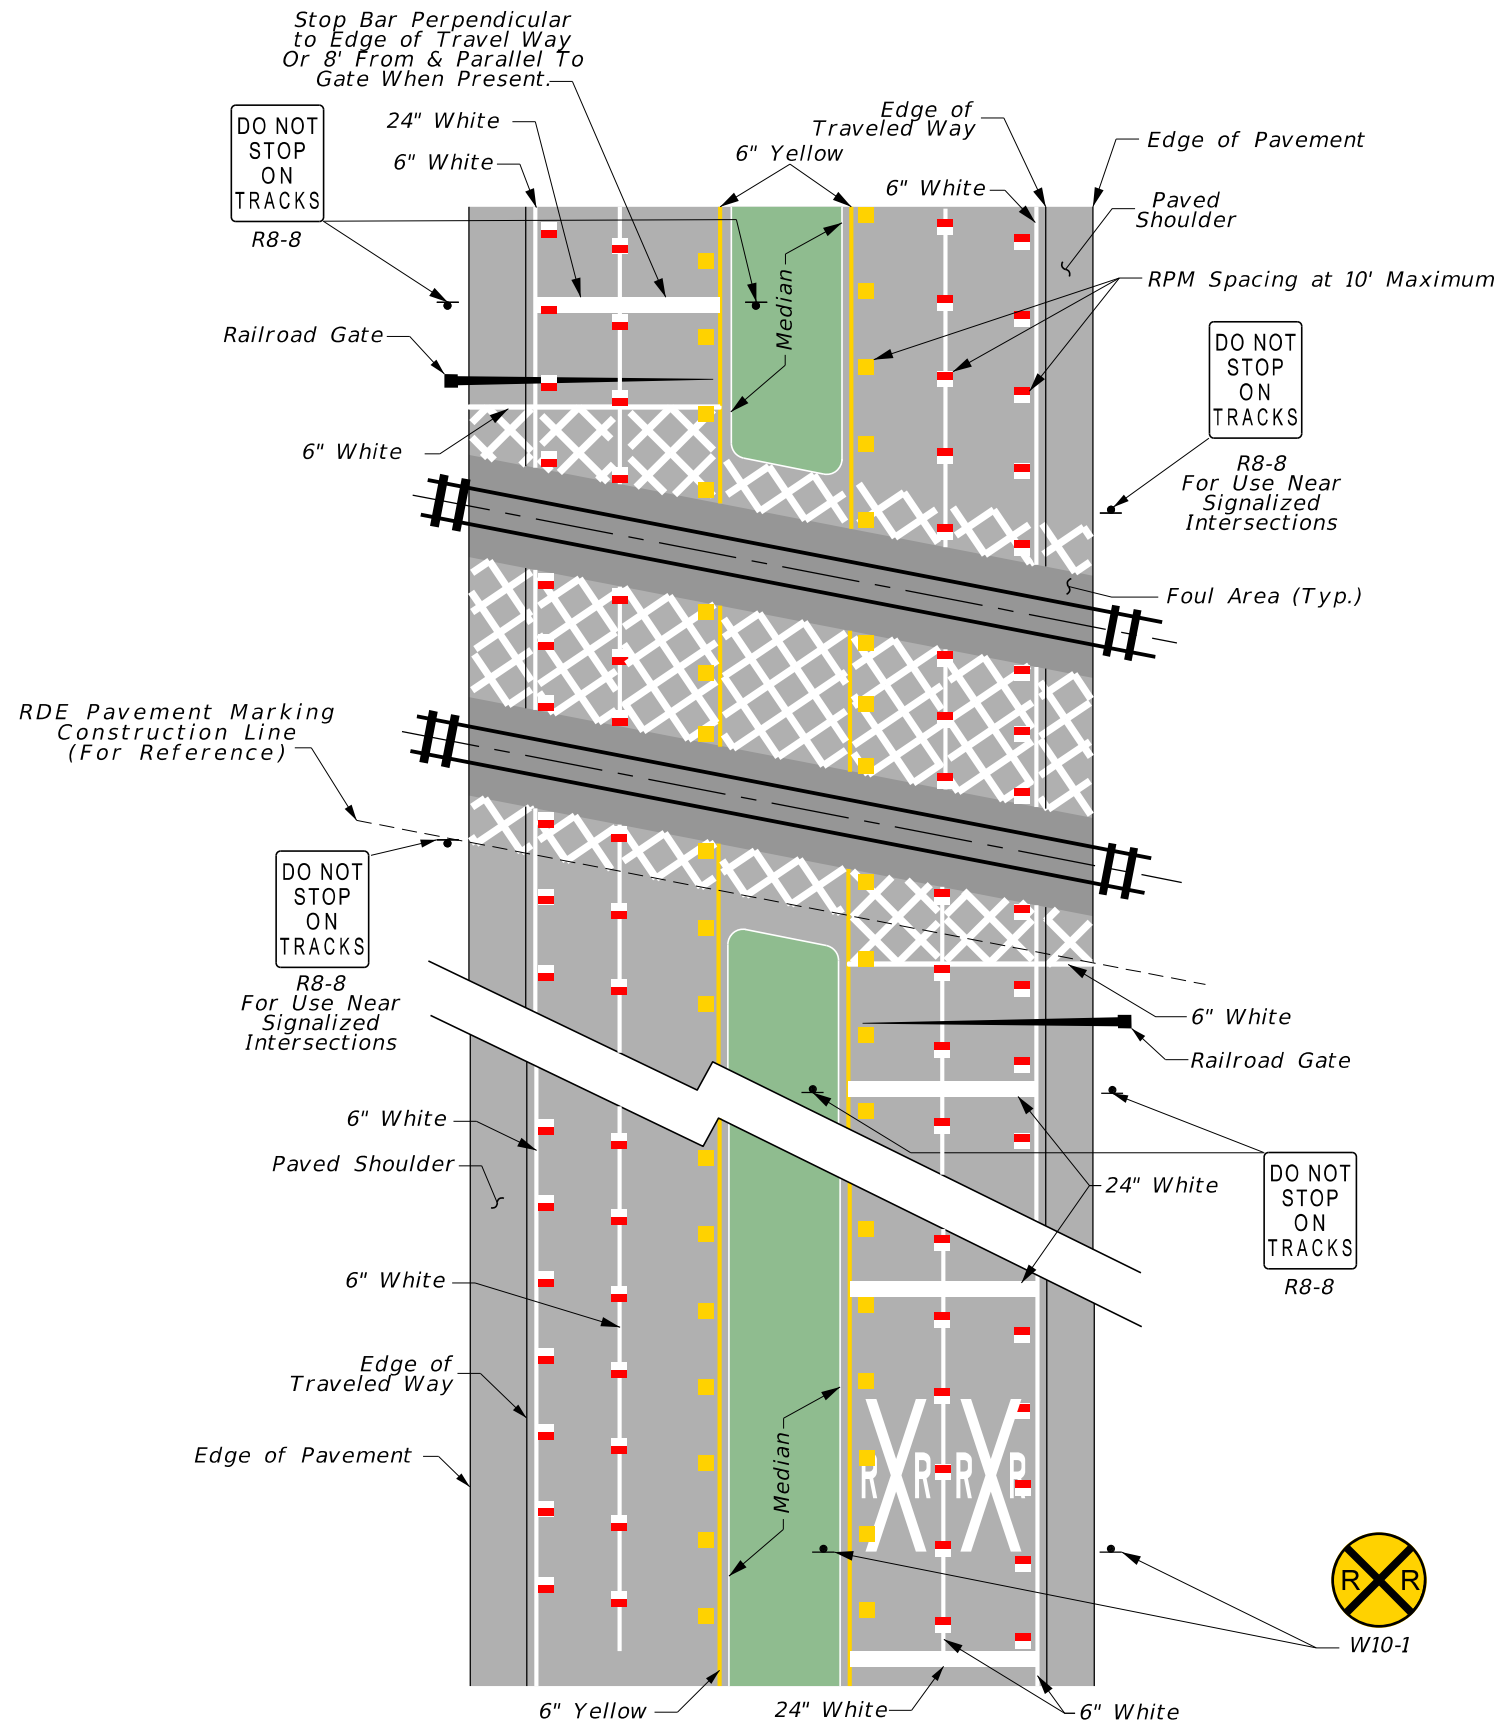 Stop Bar Perpendicular
to Edge of Travel Way
Or 8' From & Parallel To
Gate When Present.
24" White
6" White
DO NOT
STOP
ON
TRACKS
R8-8
6" Yellow
Edge of
Traveled Way
6" White
Edge of Pavement
Paved
Shoulder
RPM Spacing at 10' Maximum
Median
Railroad Gate
6" White
DO NOT
STOP
ON
TRACKS
R8-8
For Use Near
Signalized
Intersections
Foul Area (Typ.)
RDE Pavement Marking
Construction Line
(For Reference)
DO NOT
STOP
ON
TRACKS
R8-8
For Use Near
Signalized
Intersections
6" White
Railroad Gate
6" White
Paved Shoulder
24" White
DO NOT
STOP
ON
TRACKS
R8-8
6" White
Edge of
Traveled Way
Edge of Pavement
Median
R R R R
R R
W10-1
6" Yellow
24" White
6" White